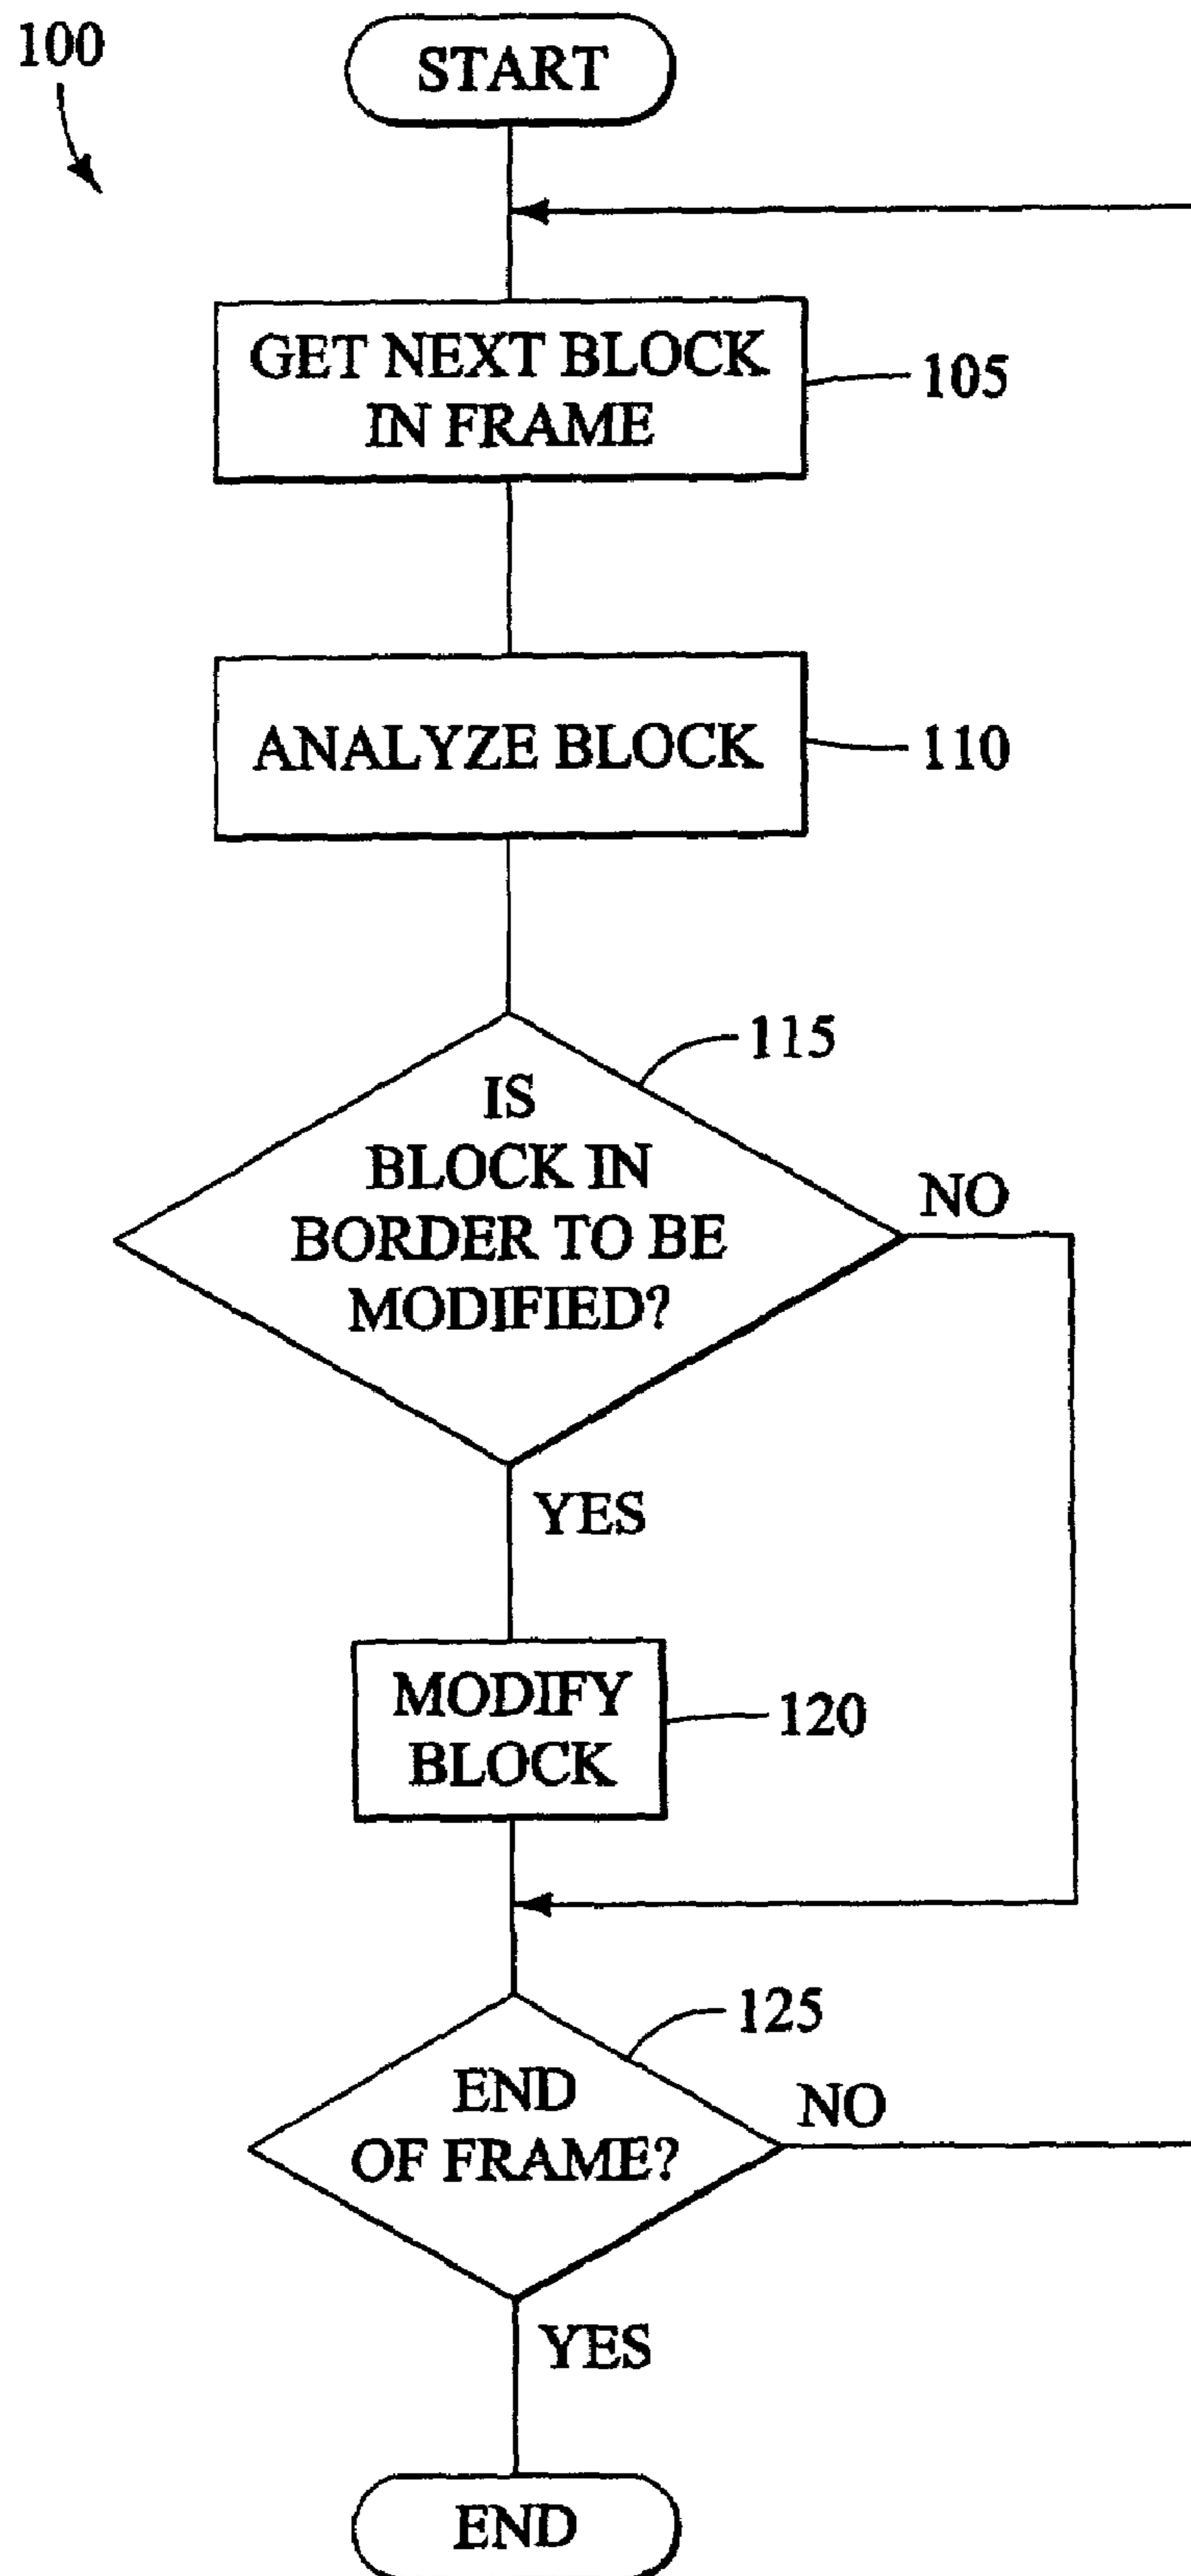 100
START
GET NEXT BLOCK
IN FRAME
105
ANALYZE BLOCK
110
115
IS
BLOCK IN
BORDER TO BE
MODIFIED?
NO
YES
MODIFY
BLOCK
120
125
END
OF FRAME?
NO
YES
END